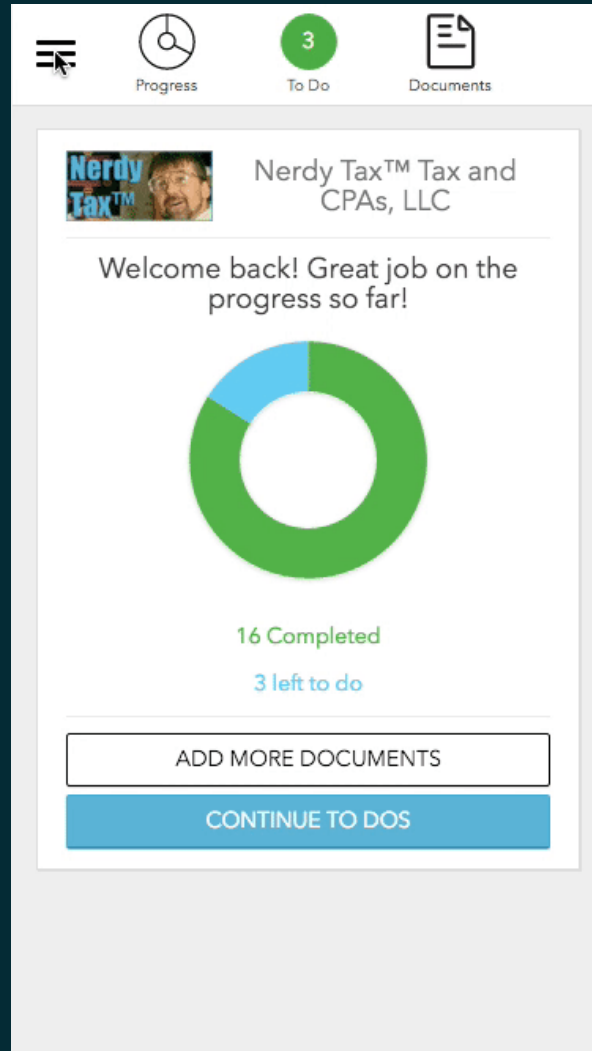 3
Progress
To Do
Documents
Nerdy
Tax™
Nerdy Tax™ Tax and
CPAs, LLC
Welcome back! Great job on the
progress so far!
16 Completed
3 left to do
ADD MORE DOCUMENTS
CONTINUE TO DOS